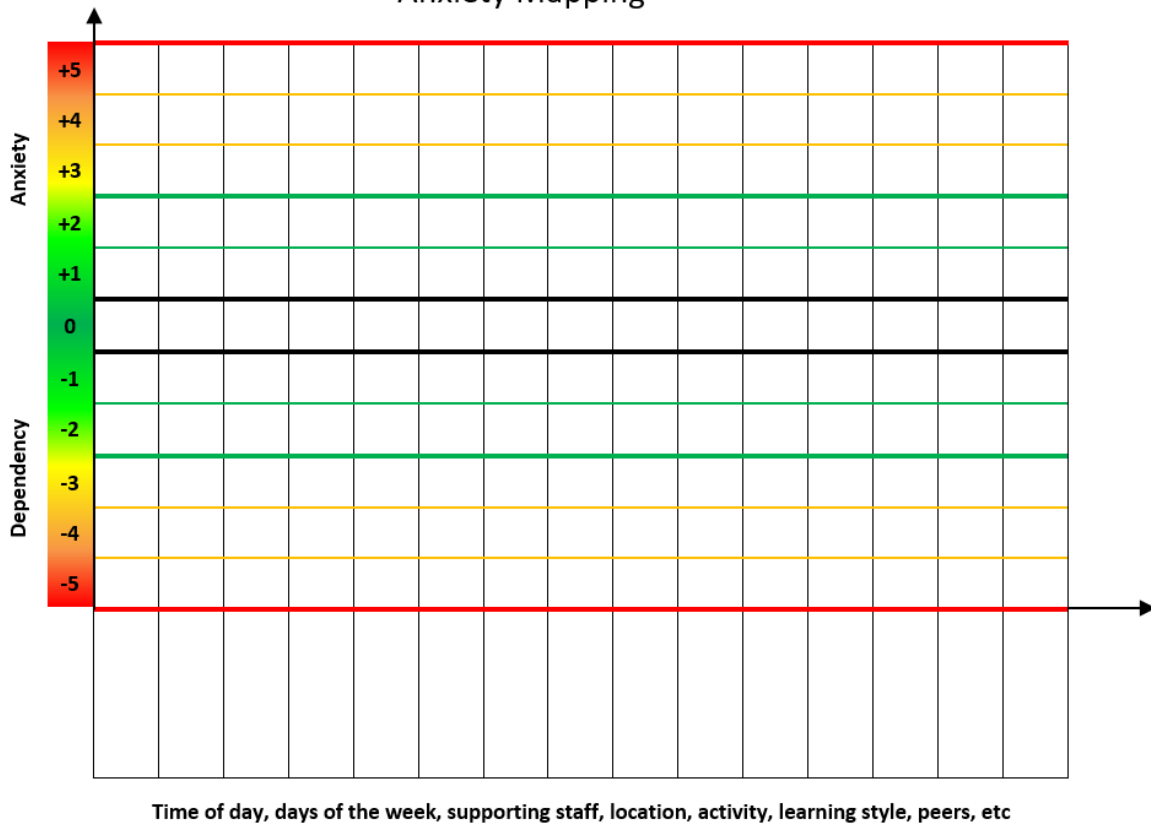 Anxiety Mapping
Anxiety
+5
+4
+3
+2
+1
0
-1
-2
-3
-4
-5
Dependency
Time of day, days of the week, supporting staff, location, activity, learning style, peers, etc